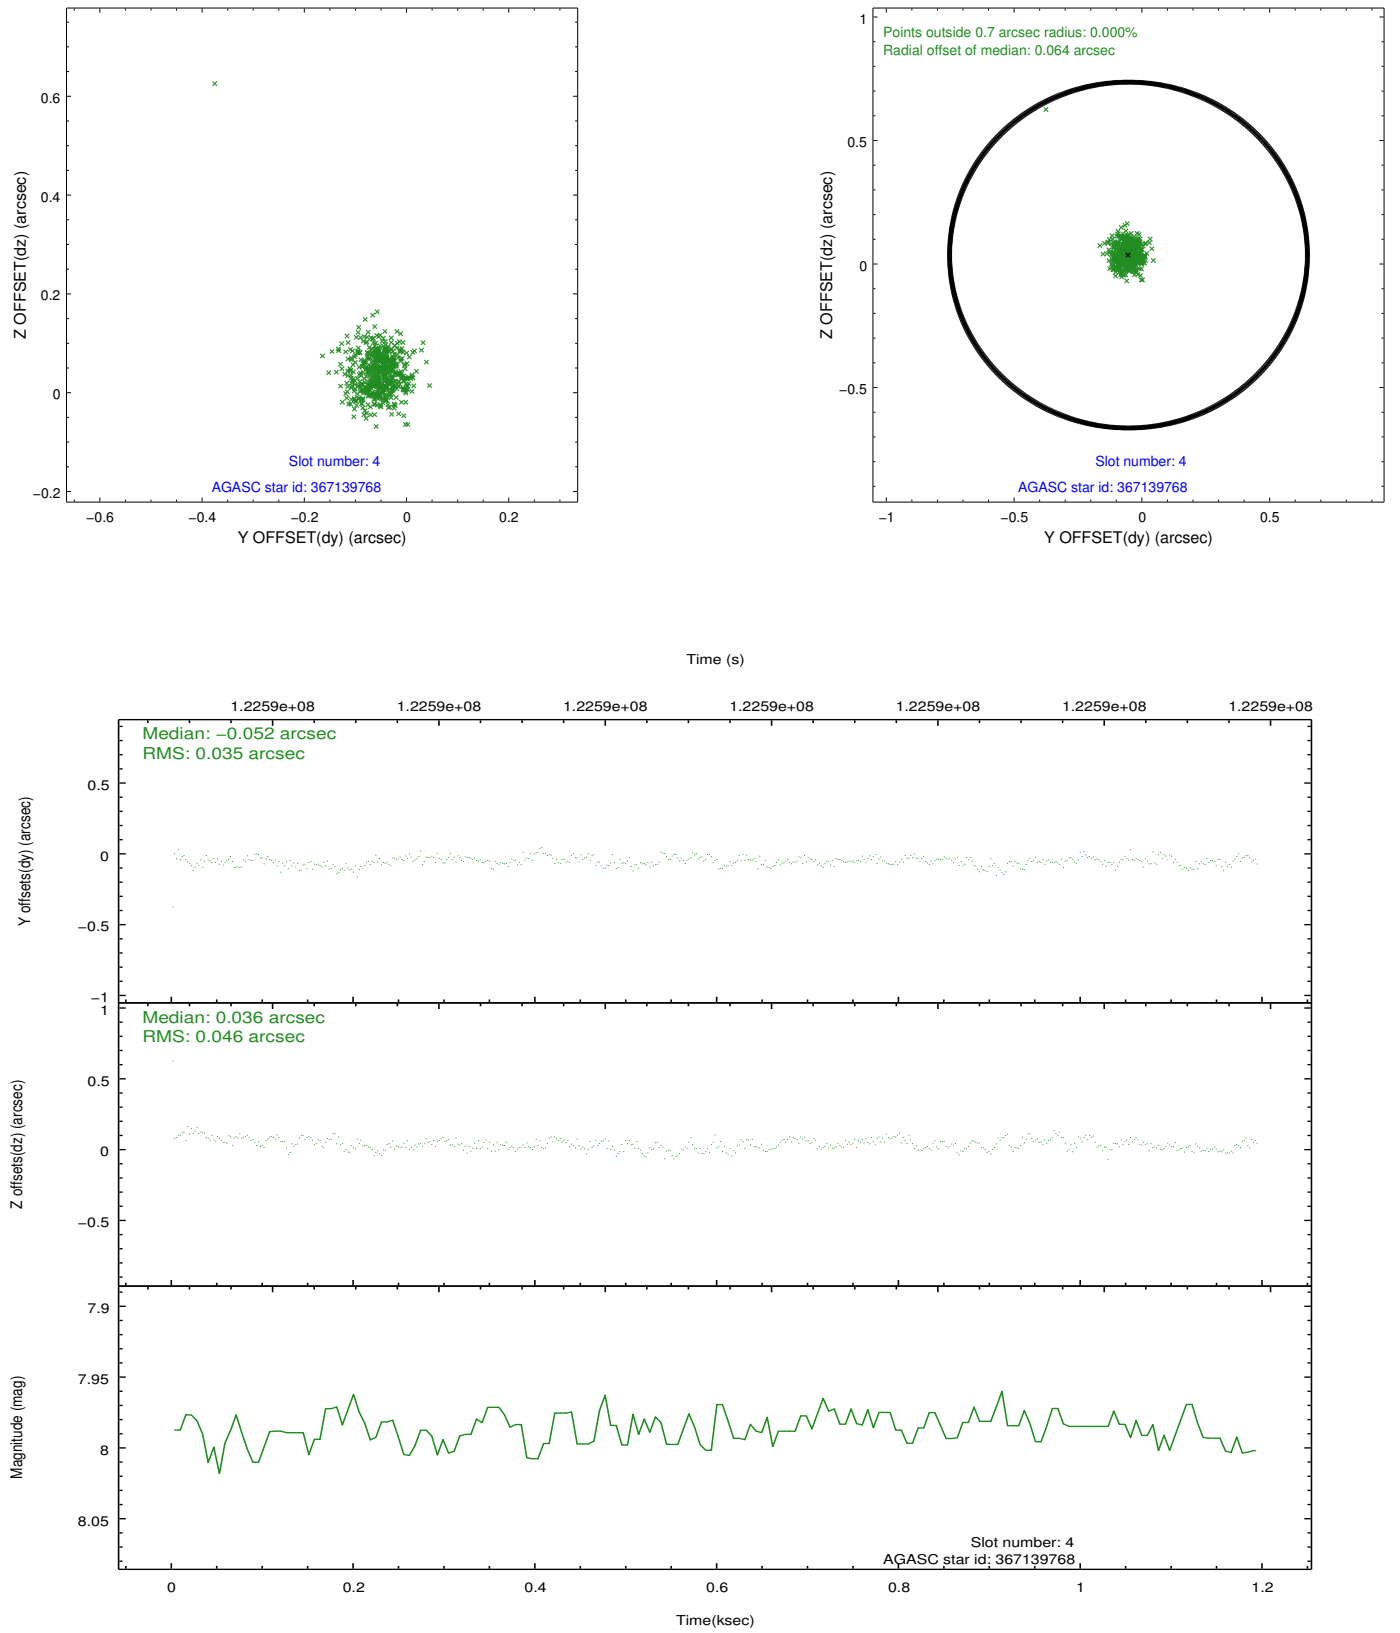 Points outside 0.7 arcsec radius: 0.000%
Radial offset of median: 0.064 arcsec
0.6
0.4
0.2
0
−0.2
Z OFFSET(dz) (arcsec)
−0.6
−0.4
−0.2
0
0.2
Y OFFSET(dy) (arcsec)
Slot number: 4
AGASC star id: 367139768
1
0.5
0
−0.5
Z OFFSET(dz) (arcsec)
−1
−0.5
0
0.5
Y OFFSET(dy) (arcsec)
Slot number: 4
AGASC star id: 367139768
Time (s)
1.2259e+08 1.2259e+08 1.2259e+08 1.2259e+08 1.2259e+08 1.2259e+08 1.2259e+08
Median: −0.052 arcsec
RMS: 0.035 arcsec
0.5
0
−0.5
−1
Y offsets(dy) (arcsec)
Median: 0.036 arcsec
RMS: 0.046 arcsec
1
0.5
0
−0.5
Z offsets(dz) (arcsec)
7.9
7.95
8
8.05
Magnitude (mag)
Slot number: 4
AGASC star id: 367139768
0 0.2 0.4 0.6 0.8 1 1.2
Time(ksec)